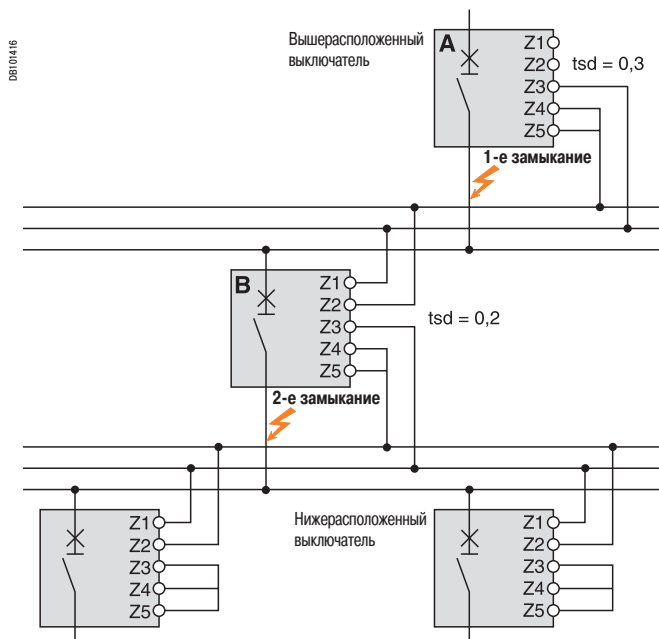 DB101416
Вышерасположенный
выключатель
A
Z1
Z2
Z3
Z4
Z5
tsd = 0,3
1-е замыкание
B
Z1
Z2
Z3
Z4
Z5
tsd = 0,2
2-е замыкание
Z1
Z2
Z3
Z4
Z5
Нижерасположенный
выключатель
Z1
Z2
Z3
Z4
Z5